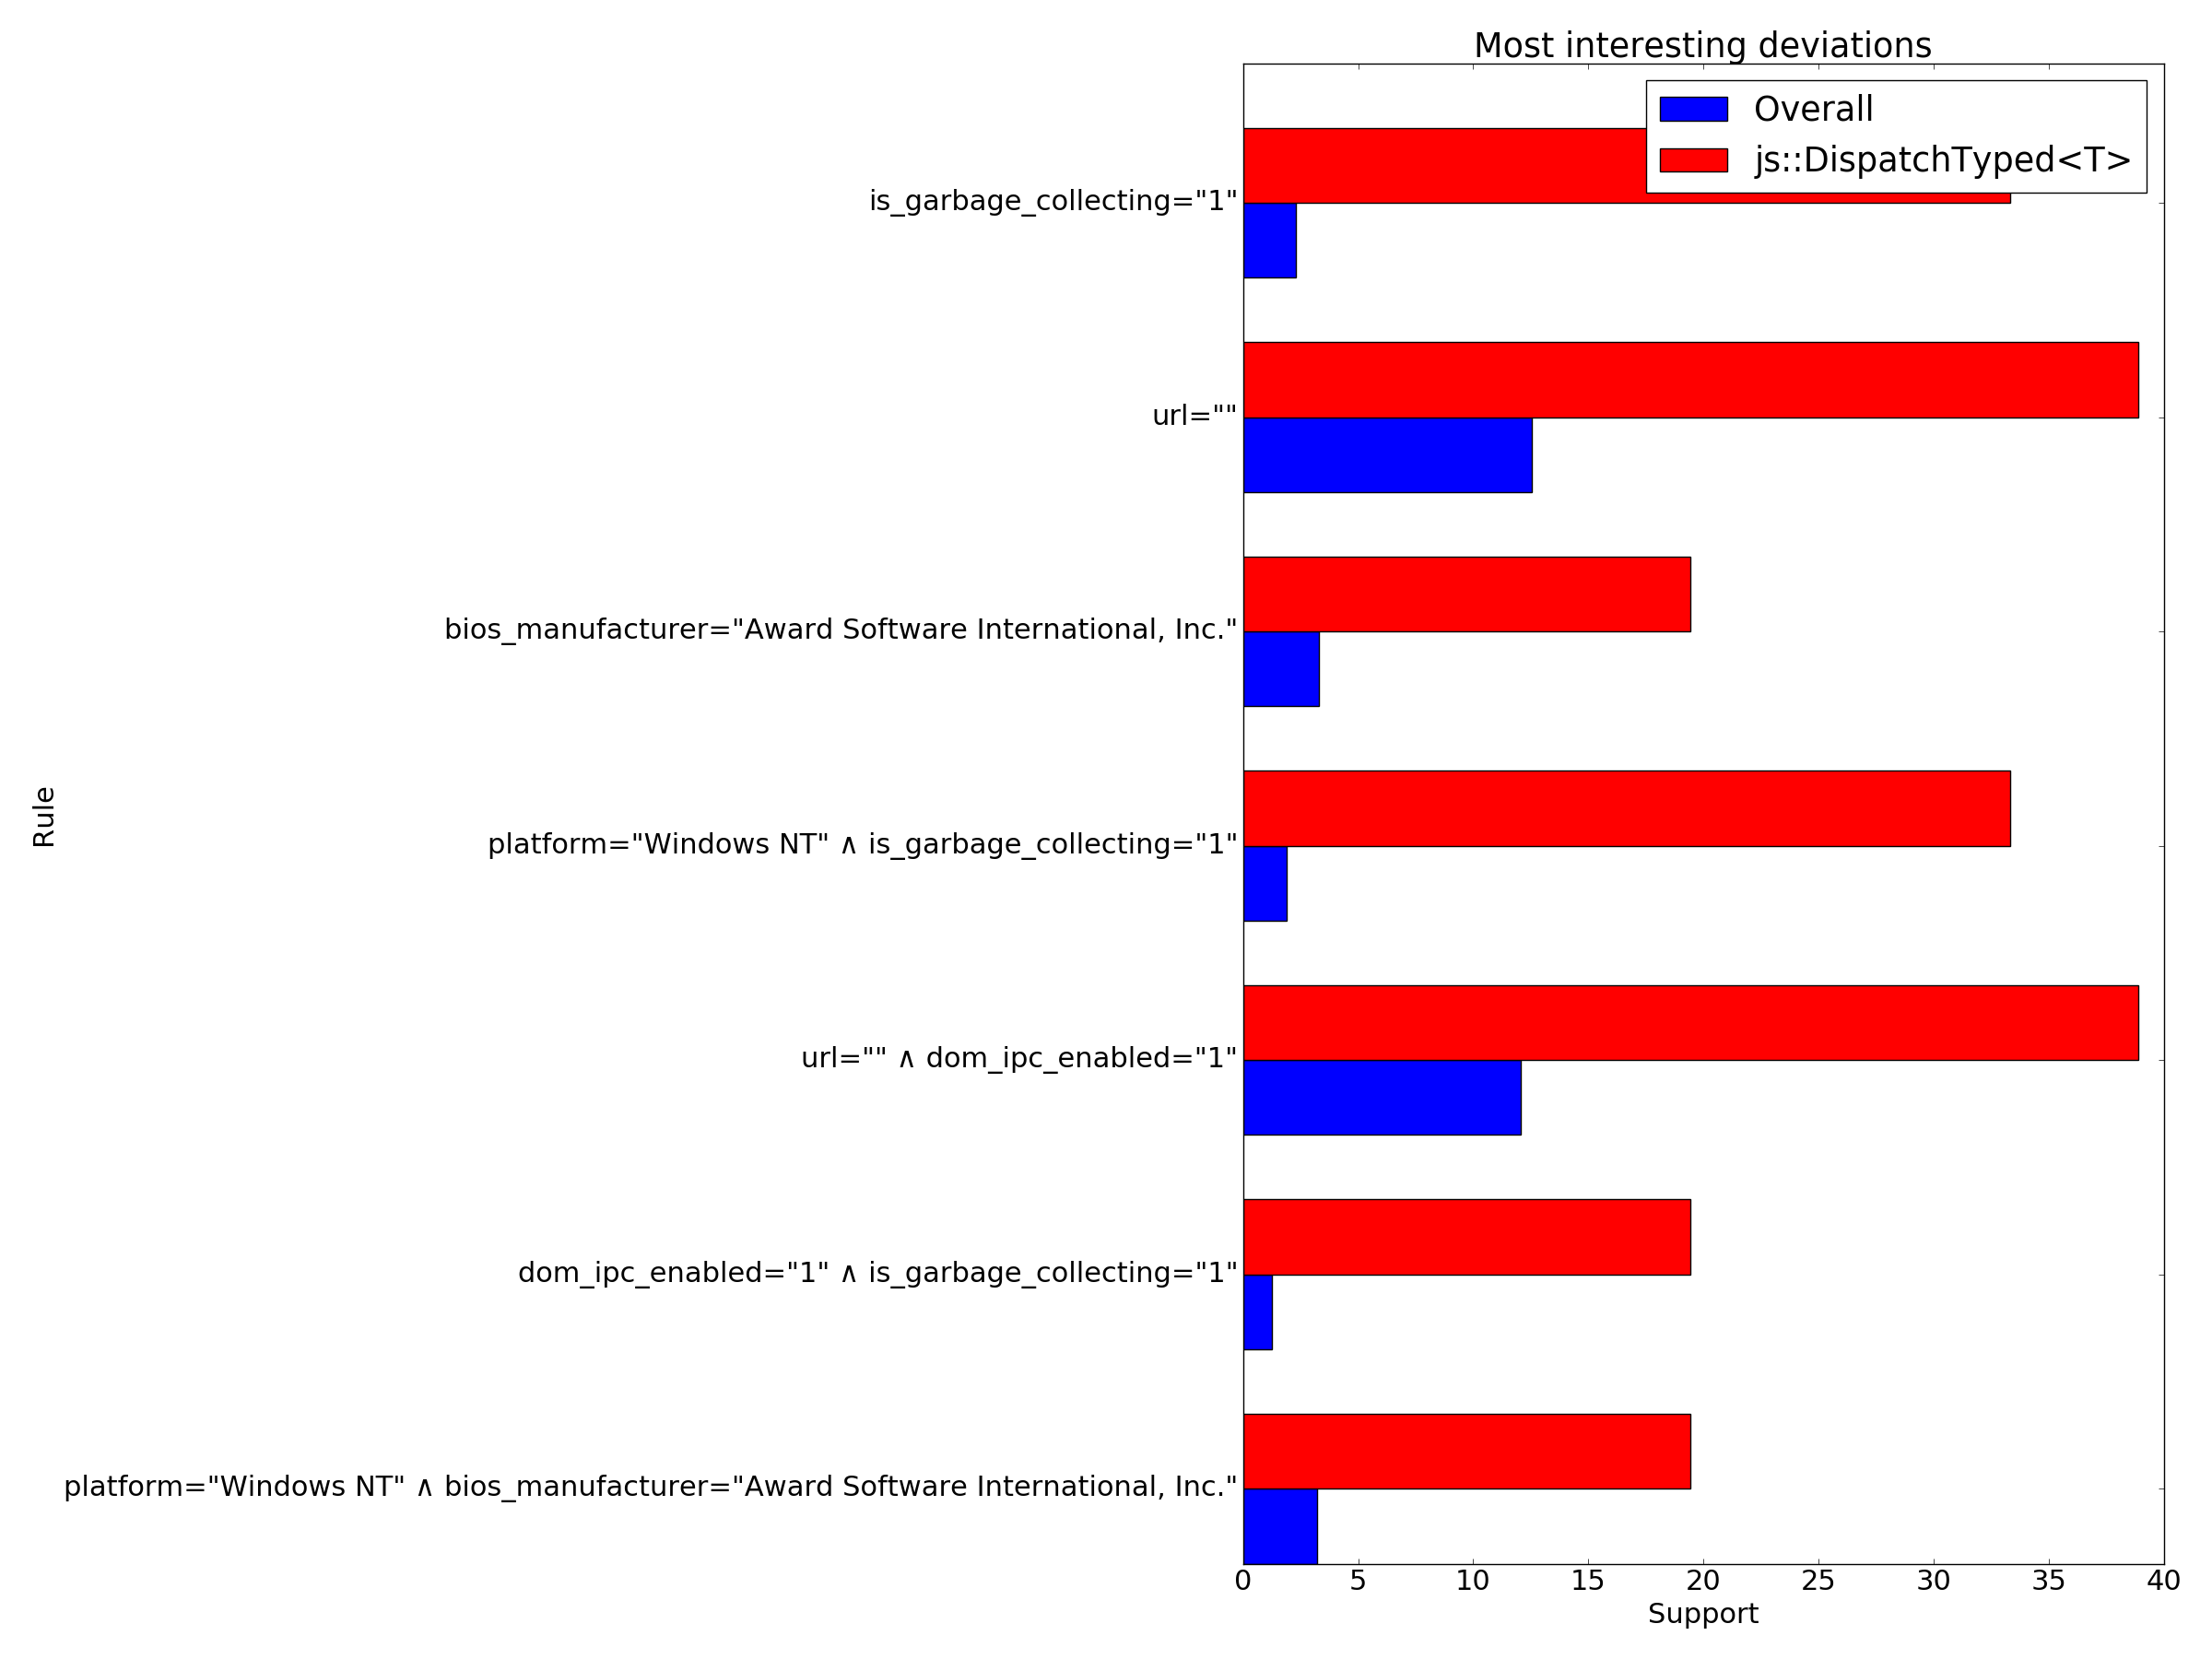 Most interesting deviations
Overall
js::DispatchTyped<T>
is_garbage_collecting="1"
url=""
bios_manufacturer="Award Software International, Inc."
platform="Windows NT" ∧ is_garbage_collecting="1"
Rule
url="" ∧ dom_ipc_enabled="1"
dom_ipc_enabled="1" ∧ is_garbage_collecting="1"
platform="Windows NT" ∧ bios_manufacturer="Award Software International, Inc."
0 5 10 15 20 25 30 35 40
Support